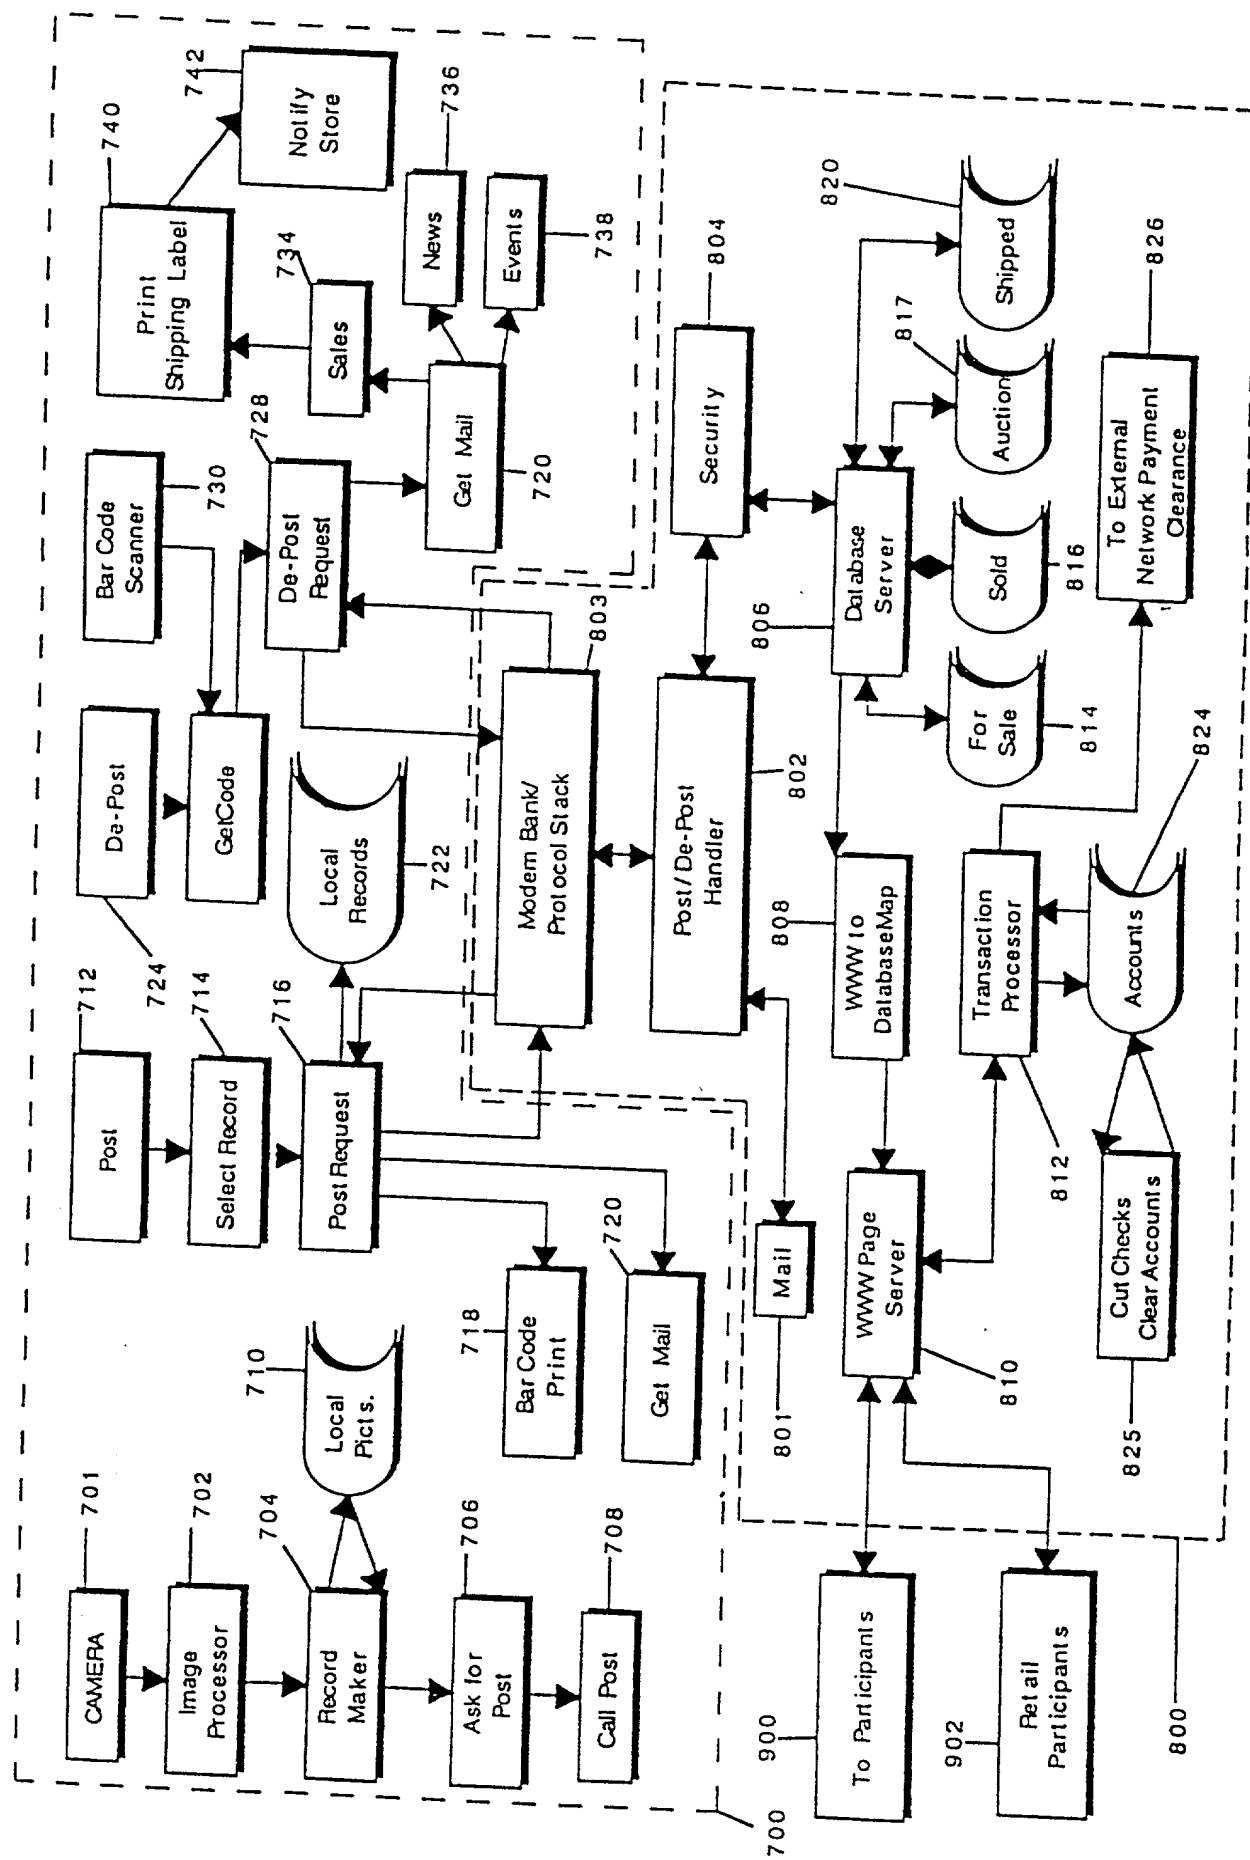 CAMERA
701
Image
Processor
702
Record
Maker
704
Local
Picts.
710
Ask for
Post
706
Call Post
708
Post
712
Select Record
714
Post Request
716
Bar Code
Print
718
Get Mail
720
Local
Records
722
De-Post
724
GetCode
Bar Code
Scanner
730
De-Post
Request
728
Get Mail
720
Sales
734
News
736
Events
738
Print
Shipping Label
740
Notify
Store
742
700
Modem Bank/
Protocol Stack
803
Post/De-Post
Handler
802
Security
804
Mail
801
Database
Server
806
WWW to
DatabaseMap
808
WWW Page
Server
810
Transaction
Processor
812
For
Sale
814
Sold
816
Auction
817
Shipped
820
Accounts
824
Cut Checks
Clear Accounts
825
To External
Network Payment
Clearance
826
To Participants
900
Retail
Participants
902
800